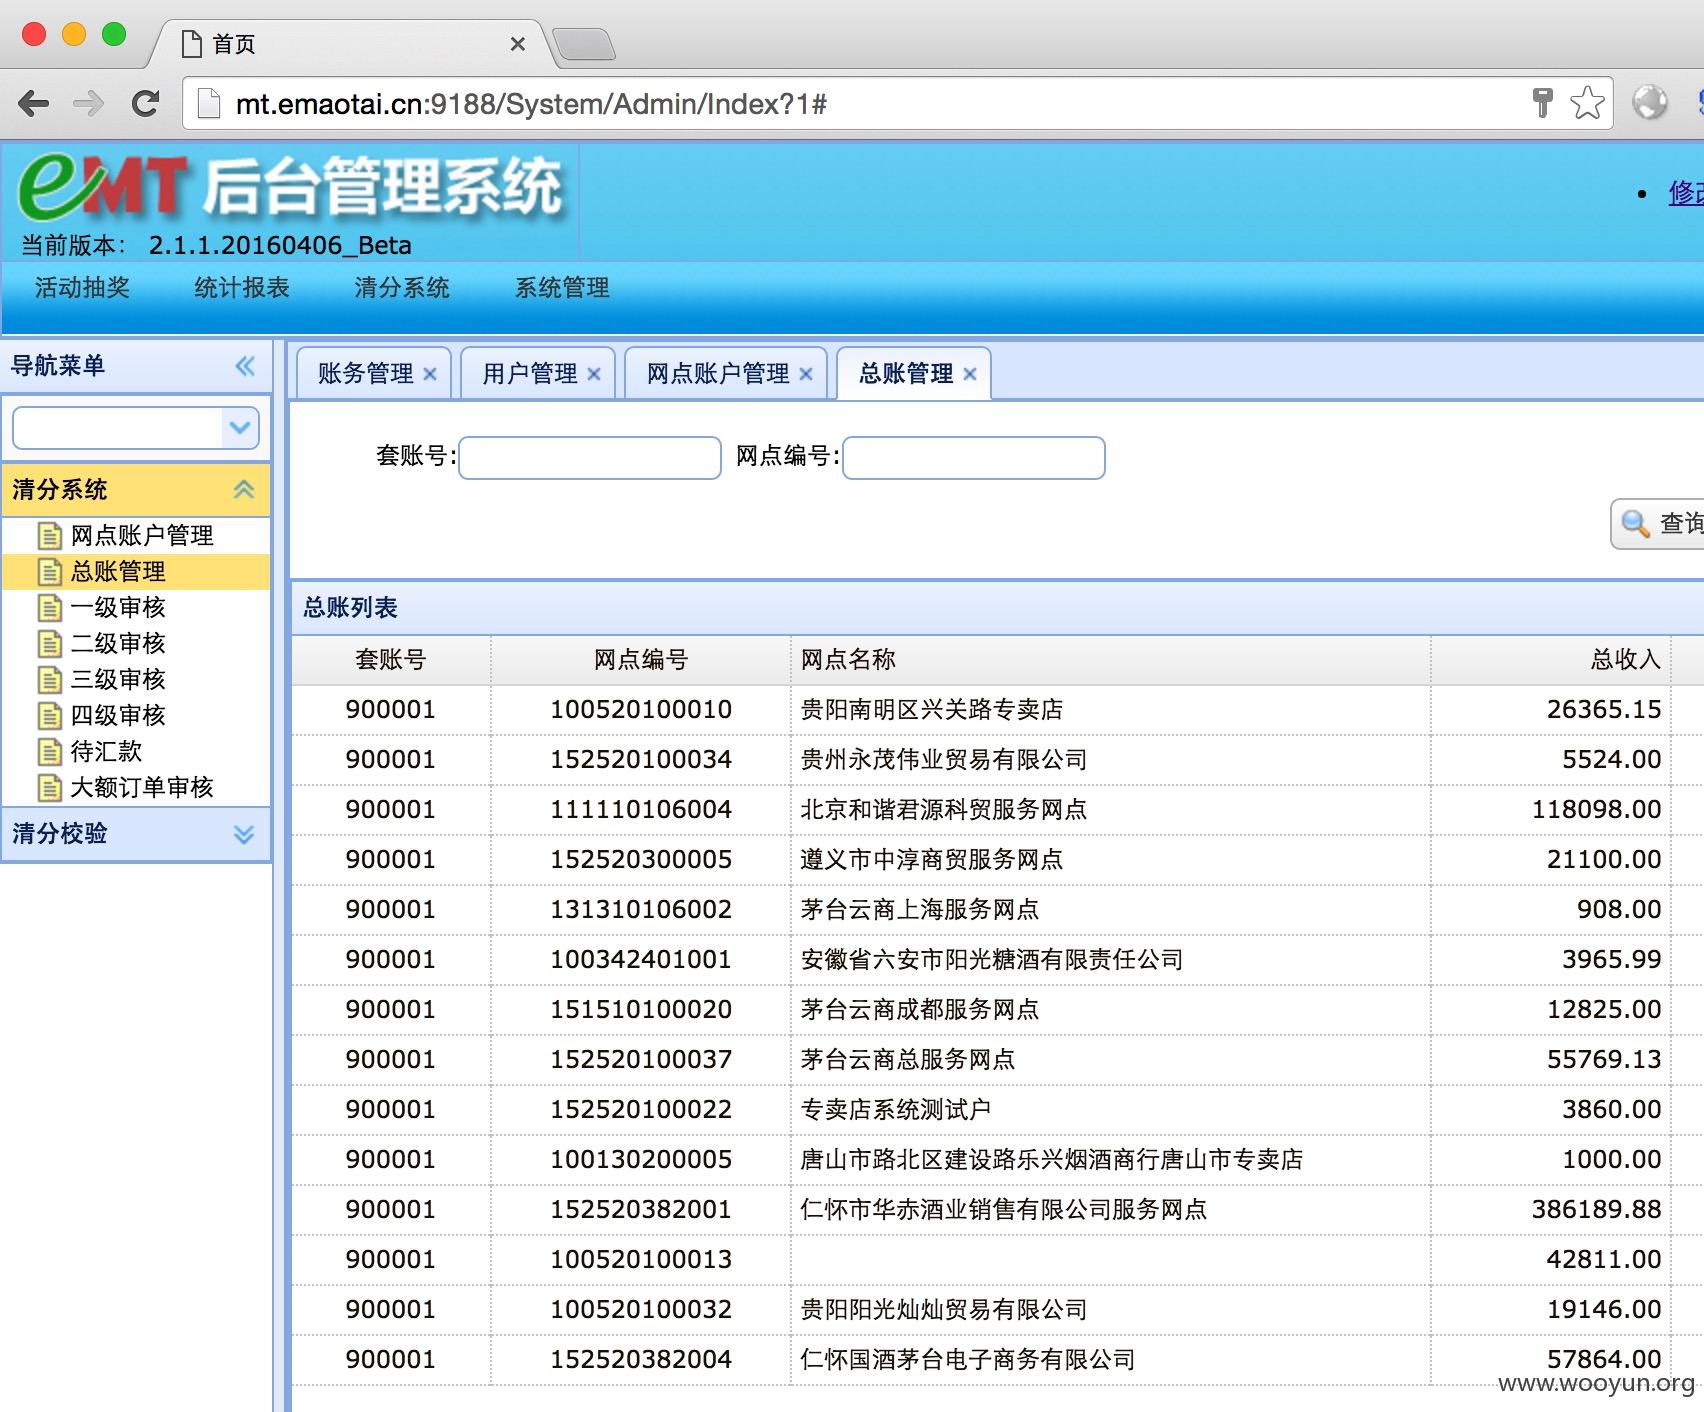 首页
mt.emaotai.cn:9188/System/Admin/Index?1#
eMT 后台管理系统
修改
当前版本： 2.1.1.20160406_Beta
活动抽奖 统计报表 清分系统 系统管理
导航菜单
清分系统
网点账户管理
总账管理
一级审核
二级审核
三级审核
四级审核
待汇款
大额订单审核
清分校验
账务管理 用户管理 网点账户管理 总账管理
套账号: 网点编号:
查询
总账列表
套账号 网点编号 网点名称 总收入
900001 100520100010 贵阳南明区兴关路专卖店 26365.15
900001 152520100034 贵州永茂伟业贸易有限公司 5524.00
900001 111110106004 北京和谐君源科贸服务网点 118098.00
900001 152520300005 遵义市中淳商贸服务网点 21100.00
900001 131310106002 茅台云商上海服务网点 908.00
900001 100342401001 安徽省六安市阳光糖酒有限责任公司 3965.99
900001 151510100020 茅台云商成都服务网点 12825.00
900001 152520100037 茅台云商总服务网点 55769.13
900001 152520100022 专卖店系统测试户 3860.00
900001 100130200005 唐山市路北区建设路乐兴烟酒商行唐山市专卖店 1000.00
900001 152520382001 仁怀市华赤酒业销售有限公司服务网点 386189.88
900001 100520100013 42811.00
900001 100520100032 贵阳阳光灿灿贸易有限公司 19146.00
900001 152520382004 仁怀国酒茅台电子商务有限公司 57864.00
www.wooyun.org